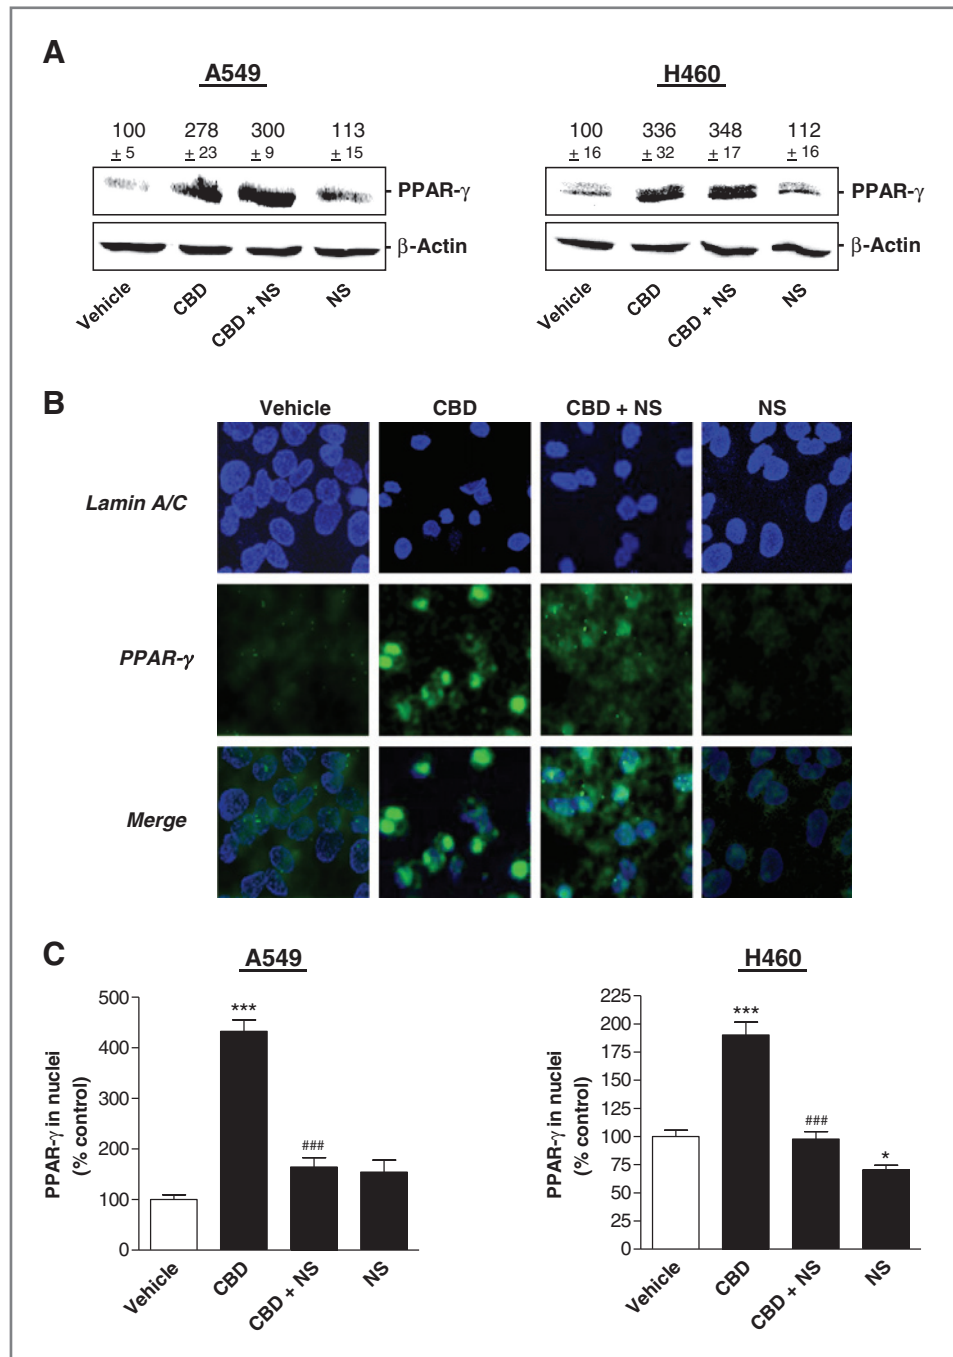 A
A549
H460
100 278 300 113
± 5 ± 23 ± 9 ± 15
100 336 348 112
± 16 ± 32 ± 17 ± 16
PPAR-γ
PPAR-γ
β-Actin
β-Actin
Vehicle CBD CBD + NS NS
Vehicle CBD CBD + NS NS
B
Vehicle CBD CBD + NS NS
Lamin A/C
PPAR-γ
Merge
C
A549
PPAR-γ in nuclei
(% control)
500
400
300
200
100
0
***
###
Vehicle CBD CBD + NS NS
H460
PPAR-γ in nuclei
(% control)
225
200
175
150
125
100
75
50
25
0
***
###
*
Vehicle CBD CBD + NS NS